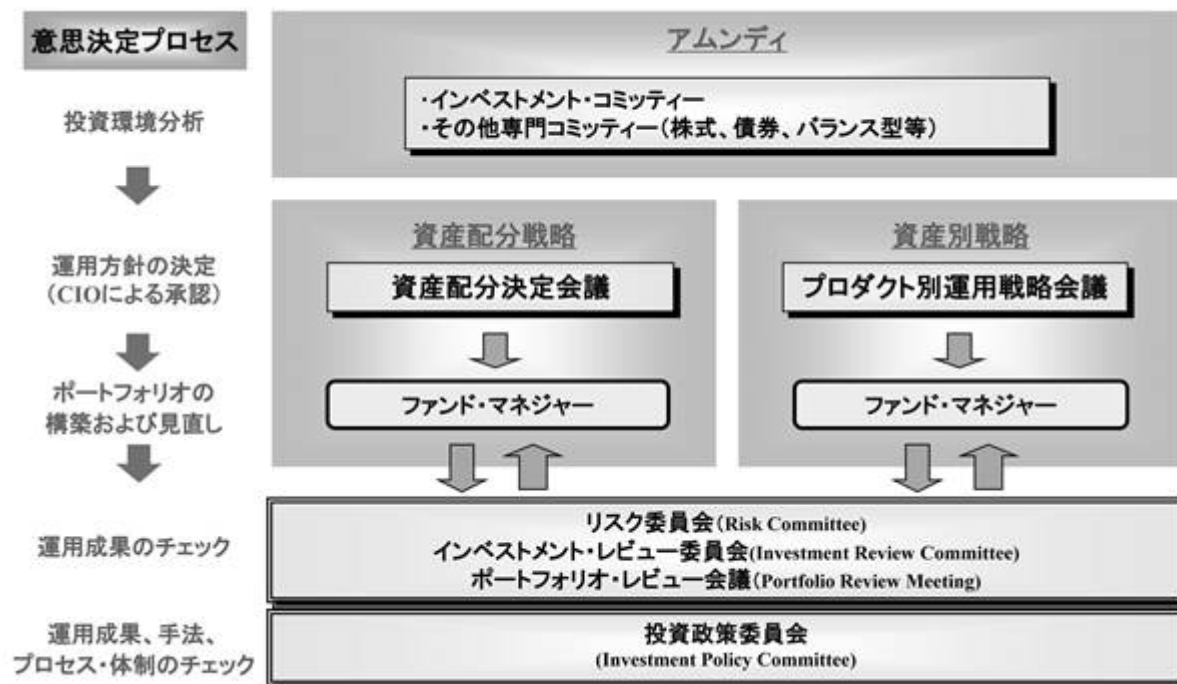 意思決定プロセス
アムンディ
投資環境分析
・インベストメント・コミッティー
・その他専門コミッティー(株式、債券、バランス型等)
運用方針の決定
(CIOによる承認)
資産配分戦略
資産配分決定会議
資産別戦略
プロダクト別運用戦略会議
ポートフォリオの
構築および見直し
ファンド・マネジャー
ファンド・マネジャー
運用成果のチェック
リスク委員会(Risk Committee)
インベストメント・レビュー委員会(Investment Review Committee)
ポートフォリオ・レビュー会議(Portfolio Review Meeting)
運用成果、手法、
プロセス・体制のチェック
投資政策委員会
(Investment Policy Committee)